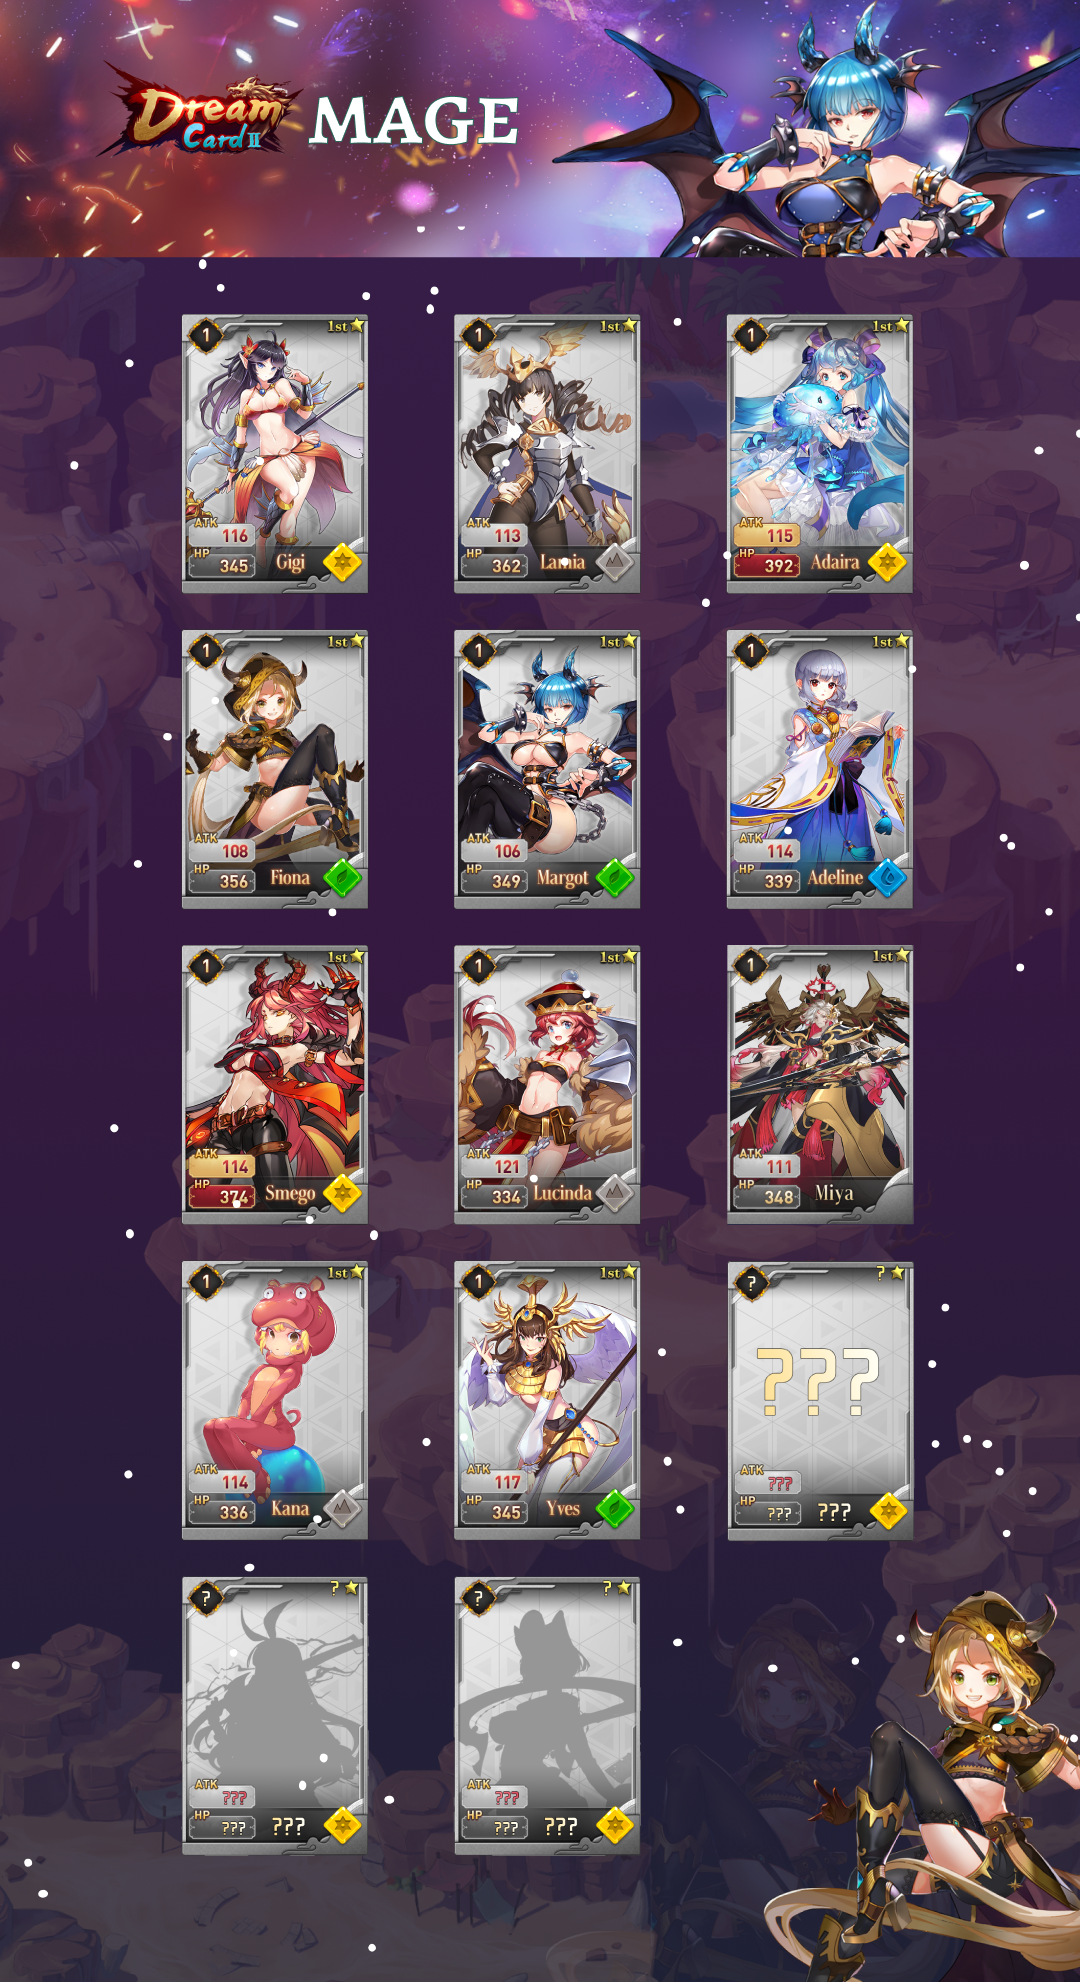 Dream
Card II
MAGE
1
1st
ATK
116
HP
345
Gigi
1
1st
ATK
113
HP
362
Lamia
1
1st
ATK
115
HP
392
Adaira
1
1st
ATK
108
HP
356
Fiona
1
1st
ATK
106
HP
349
Margot
1
1st
ATK
114
HP
339
Adeline
1
1st
ATK
114
HP
374
Smego
1
1st
ATK
121
HP
334
Lucinda
1
1st
ATK
111
HP
348
Miya
1
1st
ATK
114
HP
336
Kana
1
1st
ATK
117
HP
345
Yves
?
?
???
ATK
???
HP
???
???
?
?
ATK
???
HP
???
???
?
?
ATK
???
HP
???
???